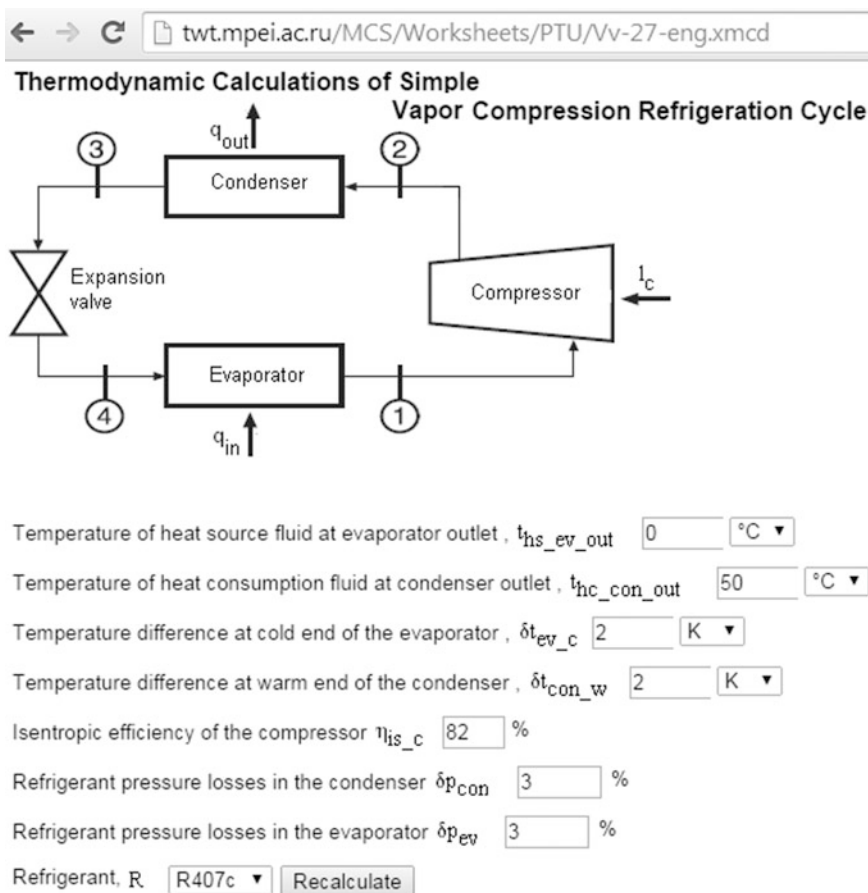 twt.mpei.ac.ru/MCS/Worksheets/PTU/Vv-27-eng.xmcd
Thermodynamic Calculations of Simple
Vapor Compression Refrigeration Cycle
q_out
3
2
Condenser
Expansion
valve
Compressor
l_c
Evaporator
4
1
q_in
Temperature of heat source fluid at evaporator outlet , t_hs_ev_out 0 °C
Temperature of heat consumption fluid at condenser outlet , t_hc_con_out 50 °C
Temperature difference at cold end of the evaporator , δt_ev_c 2 K
Temperature difference at warm end of the condenser , δt_con_w 2 K
Isentropic efficiency of the compressor η_is_c 82 %
Refrigerant pressure losses in the condenser δp_con 3 %
Refrigerant pressure losses in the evaporator δp_ev 3 %
Refrigerant, R R407c Recalculate